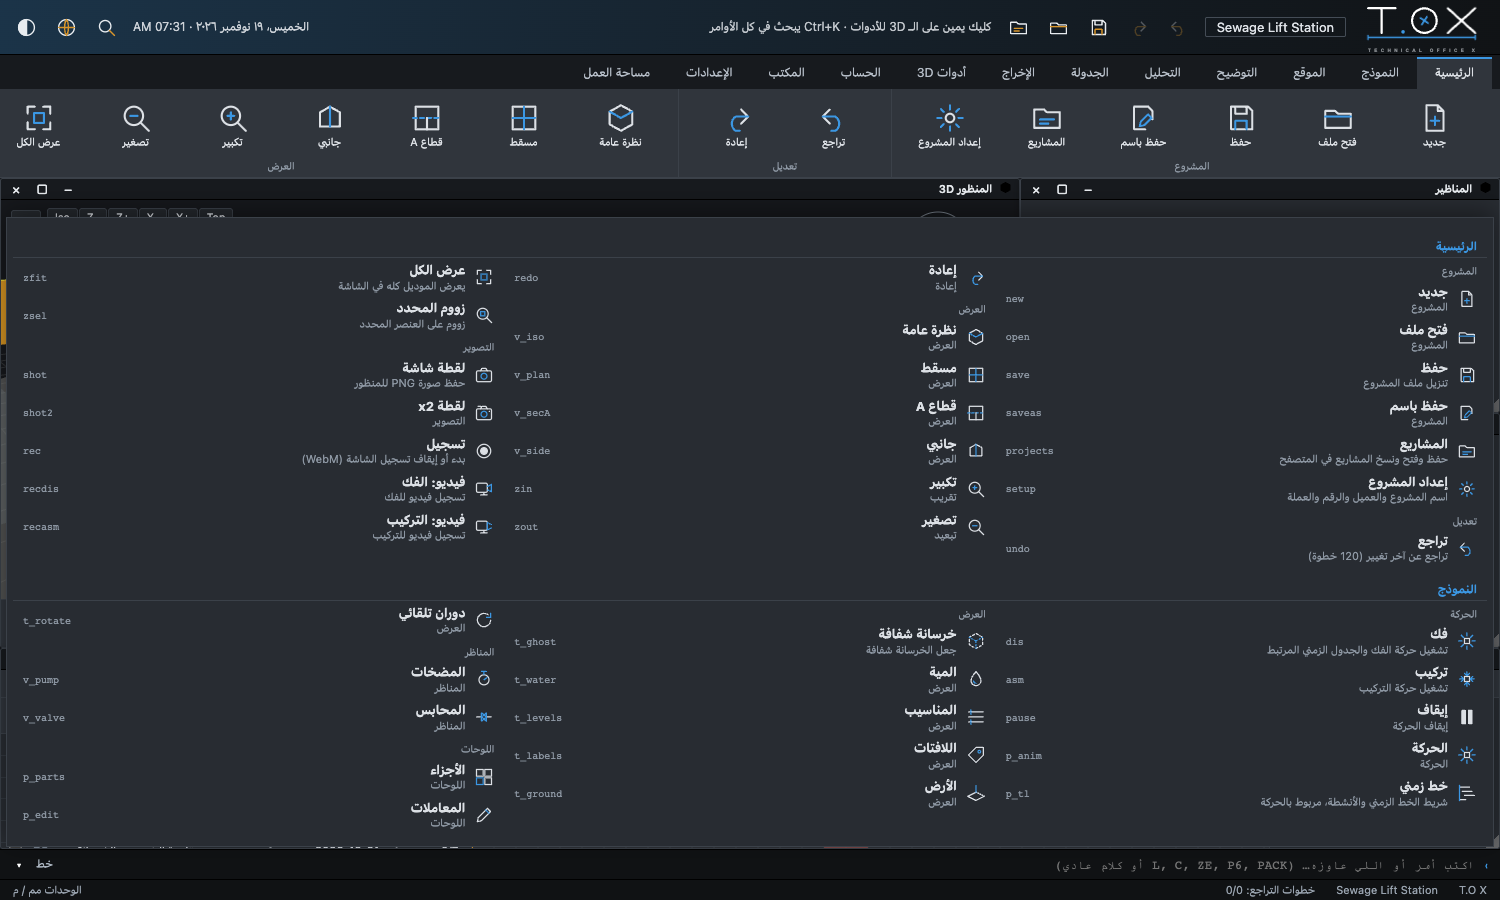 T.O X
TECHNICAL OFFICE X
Sewage Lift Station
كليك يمين على الـ 3D للأدوات · Ctrl+K يبحث في كل الأوامر
الخميس، ١٩ نوفمبر ٢٠٢٦ · 07:31 AM
الرئيسية
النموذج
الموقع
التوضيح
التحليل
الجدولة
الإخراج
أدوات 3D
الحساب
المكتب
الإعدادات
مساحة العمل
جديد
فتح ملف
حفظ
حفظ باسم
المشاريع
إعداد المشروع
المشروع
تراجع
إعادة
تعديل
نظرة عامة
مسقط
قطاع A
جانبي
تكبير
تصغير
عرض الكل
العرض
المناظير
المنظور 3D
الرئيسية
المشروع
جديد
المشروع
new
فتح ملف
المشروع
open
حفظ
تنزيل ملف المشروع
save
حفظ باسم
المشروع
saveas
المشاريع
حفظ وفتح ونسخ المشاريع في المتصفح
projects
إعداد المشروع
اسم المشروع والعميل والرقم والعملة
setup
تعديل
تراجع
تراجع عن آخر تغيير (120 خطوة)
undo
إعادة
إعادة
redo
العرض
نظرة عامة
العرض
v_iso
مسقط
العرض
v_plan
قطاع A
العرض
v_secA
جانبي
العرض
v_side
تكبير
تقريب
zin
تصغير
تبعيد
zout
عرض الكل
يعرض الموديل كله في الشاشة
zfit
زووم المحدد
زووم على العنصر المحدد
zsel
التصوير
لقطة شاشة
حفظ صورة PNG للمنظور
shot
لقطة x2
التصوير
shot2
تسجيل
بدء أو إيقاف تسجيل الشاشة (WebM)
rec
فيديو: الفك
تسجيل فيديو للفك
recdis
فيديو: التركيب
تسجيل فيديو للتركيب
recasm
النموذج
الحركة
فك
تشغيل حركة الفك والجدول الزمني المرتبط
dis
تركيب
تشغيل حركة التركيب
asm
إيقاف
إيقاف الحركة
pause
الحركة
الحركة
p_anim
خط زمني
شريط الخط الزمني والأنشطة، مربوط بالحركة
p_tl
العرض
خرسانة شفافة
جعل الخرسانة شفافة
t_ghost
المية
العرض
t_water
المناسيب
العرض
t_levels
اللافتات
العرض
t_labels
الأرض
العرض
t_ground
دوران تلقائي
العرض
t_rotate
المناظر
المضخات
المناظر
v_pump
المحابس
المناظر
v_valve
اللوحات
الأجزاء
اللوحات
p_parts
المعاملات
اللوحات
p_edit
اكتب أمر أو اللي عاوزه… (L, C, ZE, P6, PACK أو كلام عادي)
خط
T.O X
Sewage Lift Station
خطوات التراجع: 0/0
الوحدات مم / م